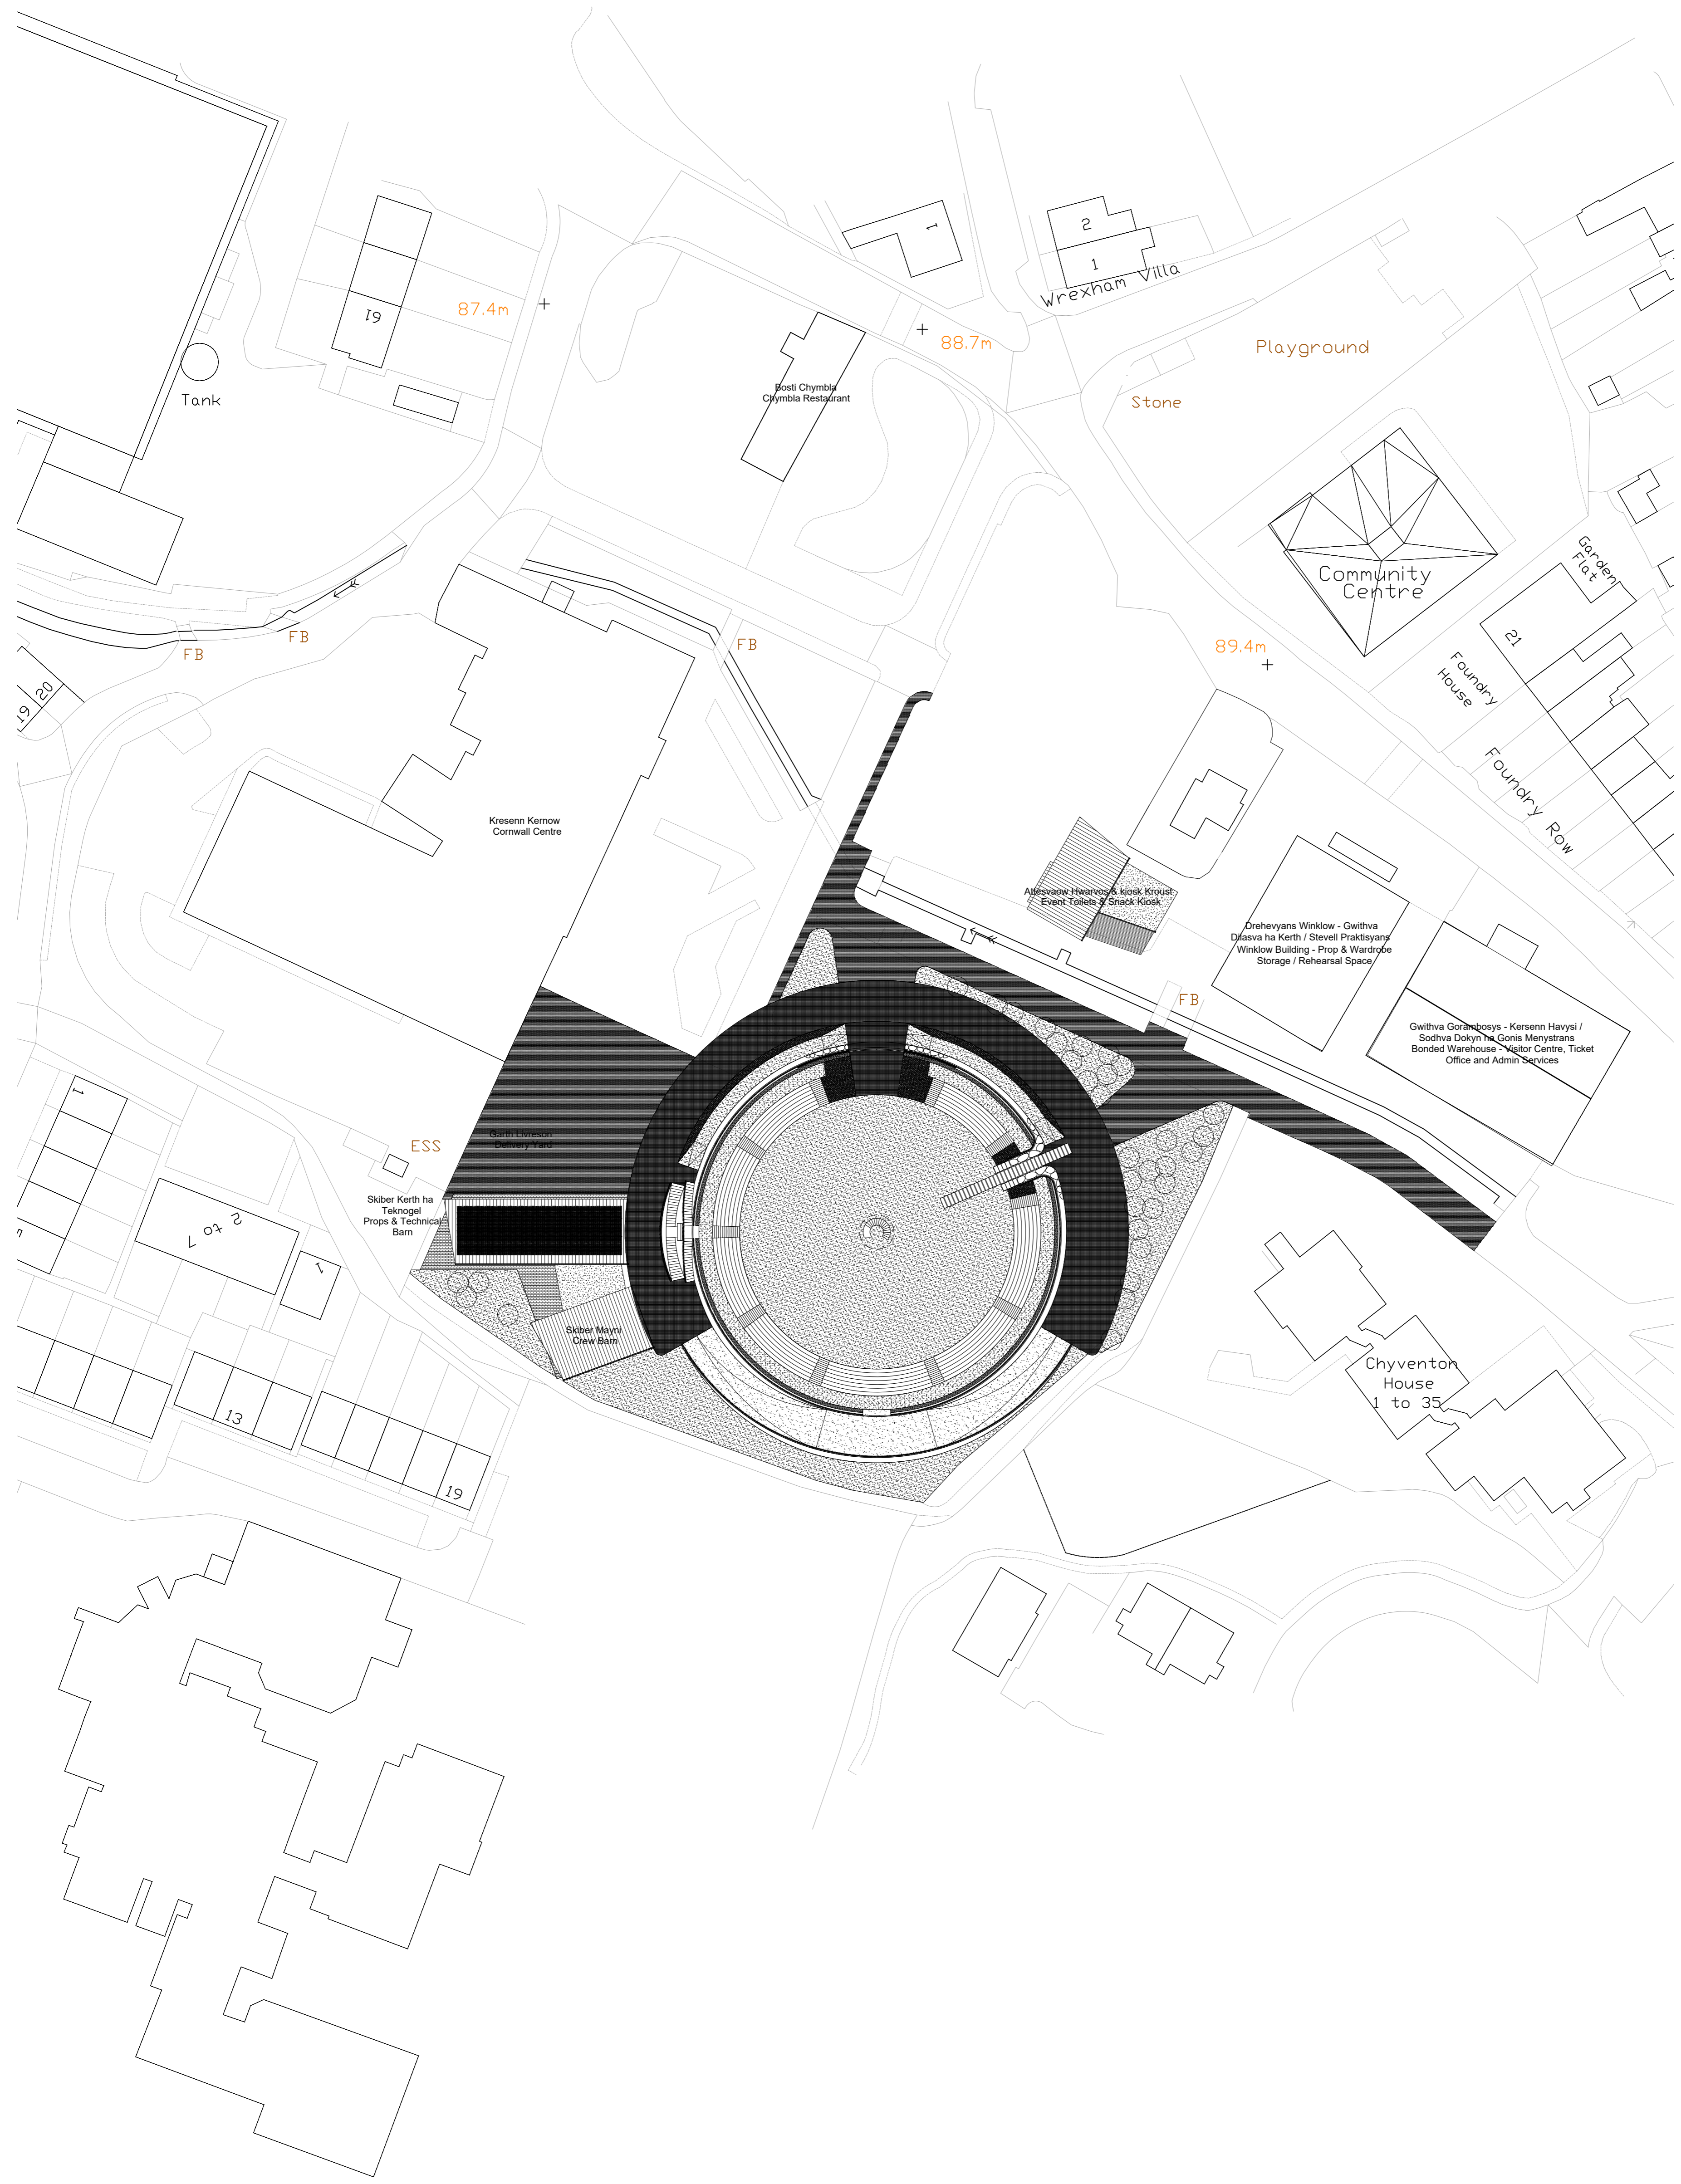 2
1
1
Wrexham Villa
87.4m
88.7m
19
Playground
Bosti Chymbla
Chymbla Restaurant
Tank
Stone
Garden
Flat
Community
Centre
21
FB
FB
FB
89.4m
Foundry
House
20
19
Foundry Row
Kresenn Kernow
Cornwall Centre
Attesvaow Hwarvos & kiosk Kroust
Event Toilets & Snack Kiosk
Drehevyans Winklow - Gwithva
Dilasva ha Kerth / Stevell Praktisyans
Winklow Building - Prop & Wardrobe
Storage / Rehearsal Space
FB
Gwithva Gorambosys - Kersenn Havysi /
Sodhva Dokyn ha Gonis Menystrans
Bonded Warehouse - Visitor Centre, Ticket
Office and Admin Services
1
Garth Livreson
Delivery Yard
ESS
Skiber Kerth ha
Teknogel
Props & Technical
Barn
2 to 7
1
Skiber Mayni
Crew Barn
Chyventon
House
1 to 35
13
19